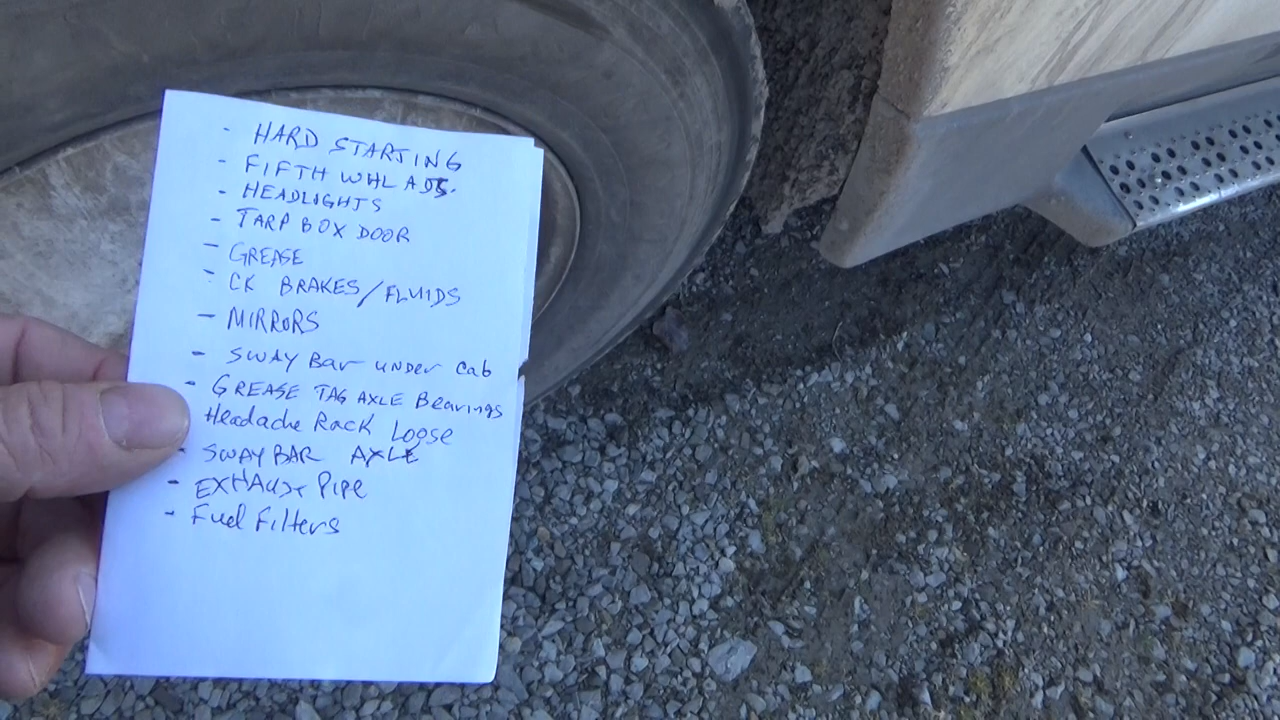 - HARD STARTING
- FIFTH WHL ADJ.
- HEADLIGHTS
- TARP BOX DOOR
- GREASE
- CK BRAKES/FLUIDS
- MIRRORS
- SWAY Bar UNDER Cab
- GREASE TAG AXLE Bearings
Headache Rack Loose
- SWAY BAR AXLE
- EXHAUST PIPE
- Fuel Filters